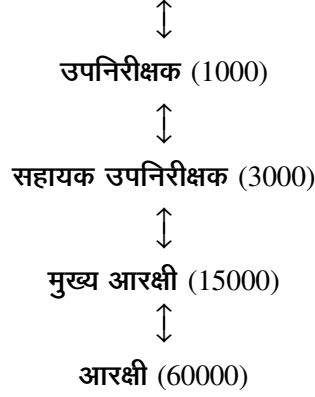 उपनिरीक्षक (1000)
सहायक उपनिरीक्षक (3000)
मुख्य आरक्षी (15000)
आरक्षी (60000)